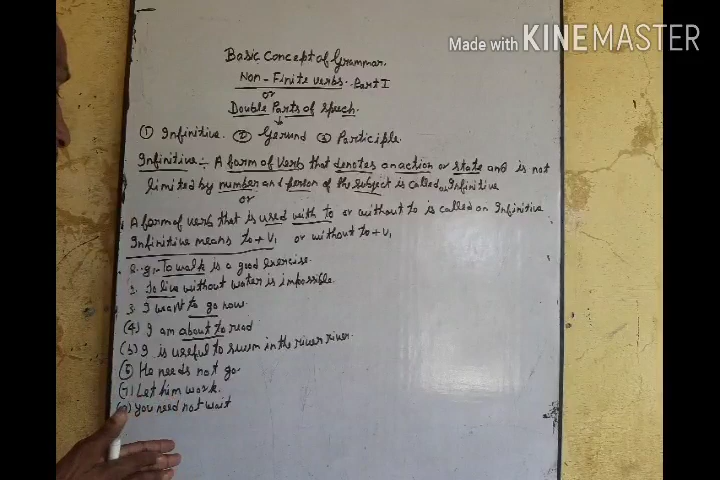 Made with KINEMASTER
Basic Concept of Grammar.
Non-Finite verbs. Part I
or
Double Parts of speech.
① Infinitive. ② Gerund ③ Participle.
Infinitive :- A form of verb that denotes an action or state and is not
limited by number and person of the subject is called an Infinitive
or
A form of verb that is used with to or without to is called an Infinitive
Infinitive means to + V1 or without to + V1
e.g. To walk is a good exercise.
2. To live without water is impossible.
3. I want to go now.
(4) I am about to read
(5) I is useful to swim in the river river.
⑥ He needs not go
(7) Let him work.
You need not wait